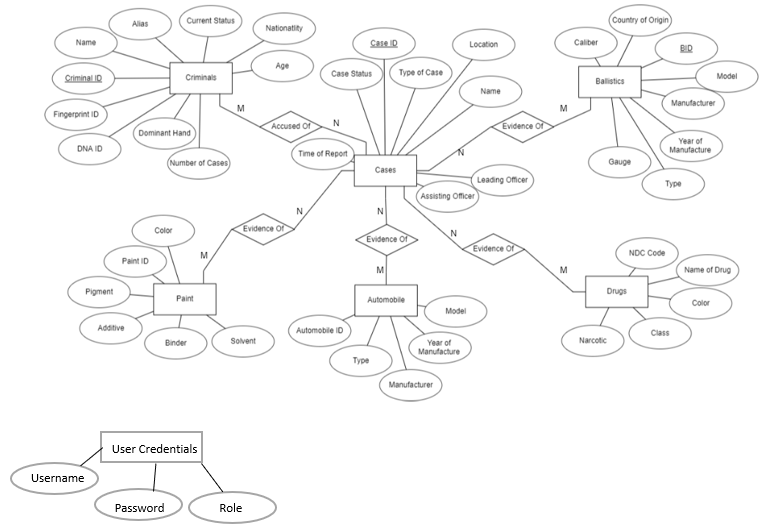 Alias
Current Status
Name
Nationatlity
Criminals
Age
Criminal ID
Fingerprint ID
DNA ID
Dominant Hand
Number of Cases
M
Accused Of
N
Case ID
Location
Case Status
Type of Case
Name
Time of Report
Cases
Leading Officer
Assisting Officer
Country of Origin
Caliber
BID
Ballistics
Model
Manufacturer
Year of
Manufacture
Gauge
Type
M
Evidence Of
N
N
Evidence Of
M
Color
Paint ID
Pigment
Paint
Additive
Binder
Solvent
N
Evidence Of
M
Automobile
Model
Automobile ID
Year of
Manufacture
Type
Manufacturer
N
Evidence Of
M
NDC Code
Name of Drug
Drugs
Color
Class
Narcotic
User Credentials
Username
Password
Role